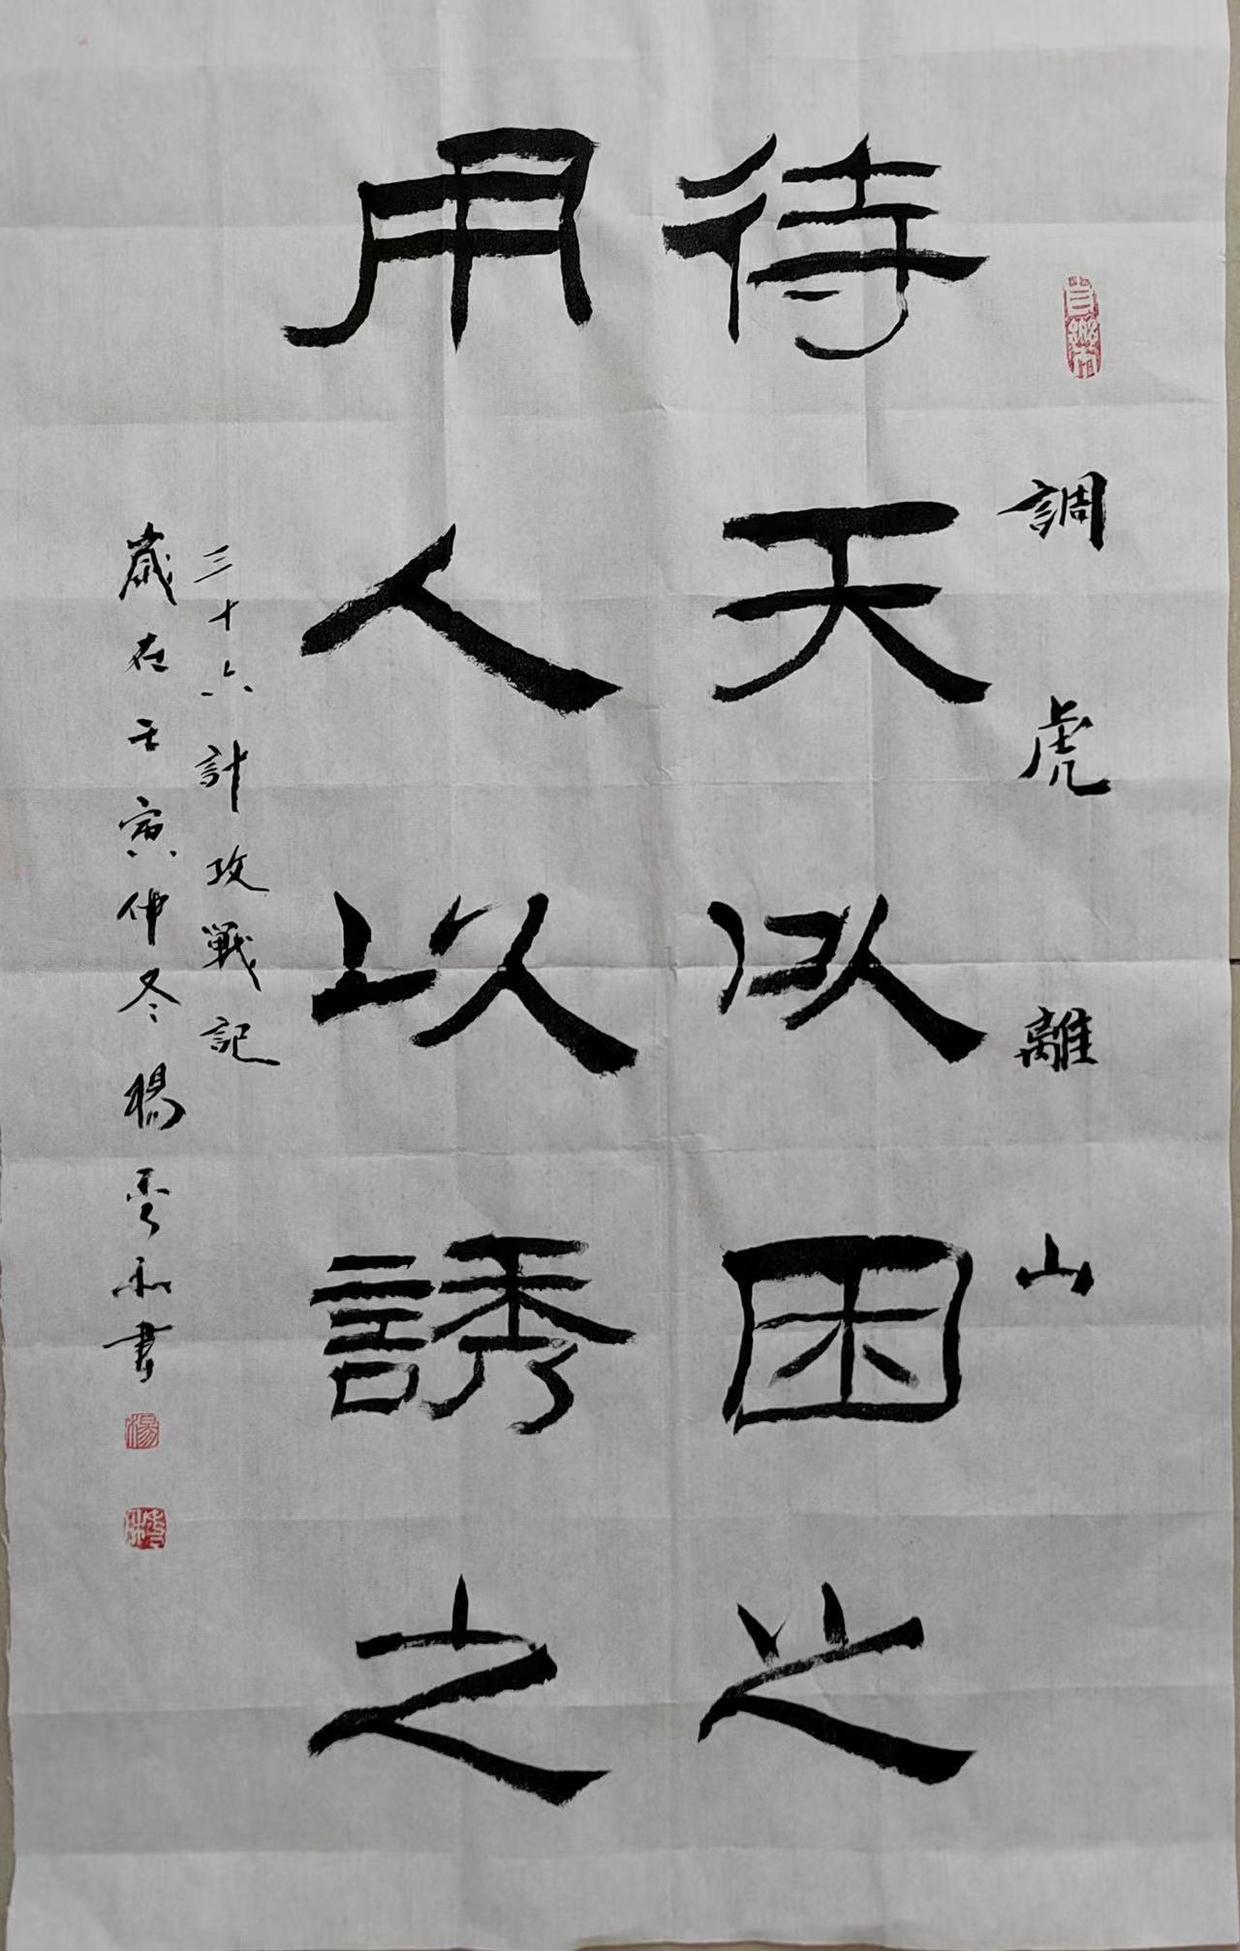 調虎離山
待天以困之
用人以誘之
三十六計攻戰記
歲在壬寅仲冬楊雲和書